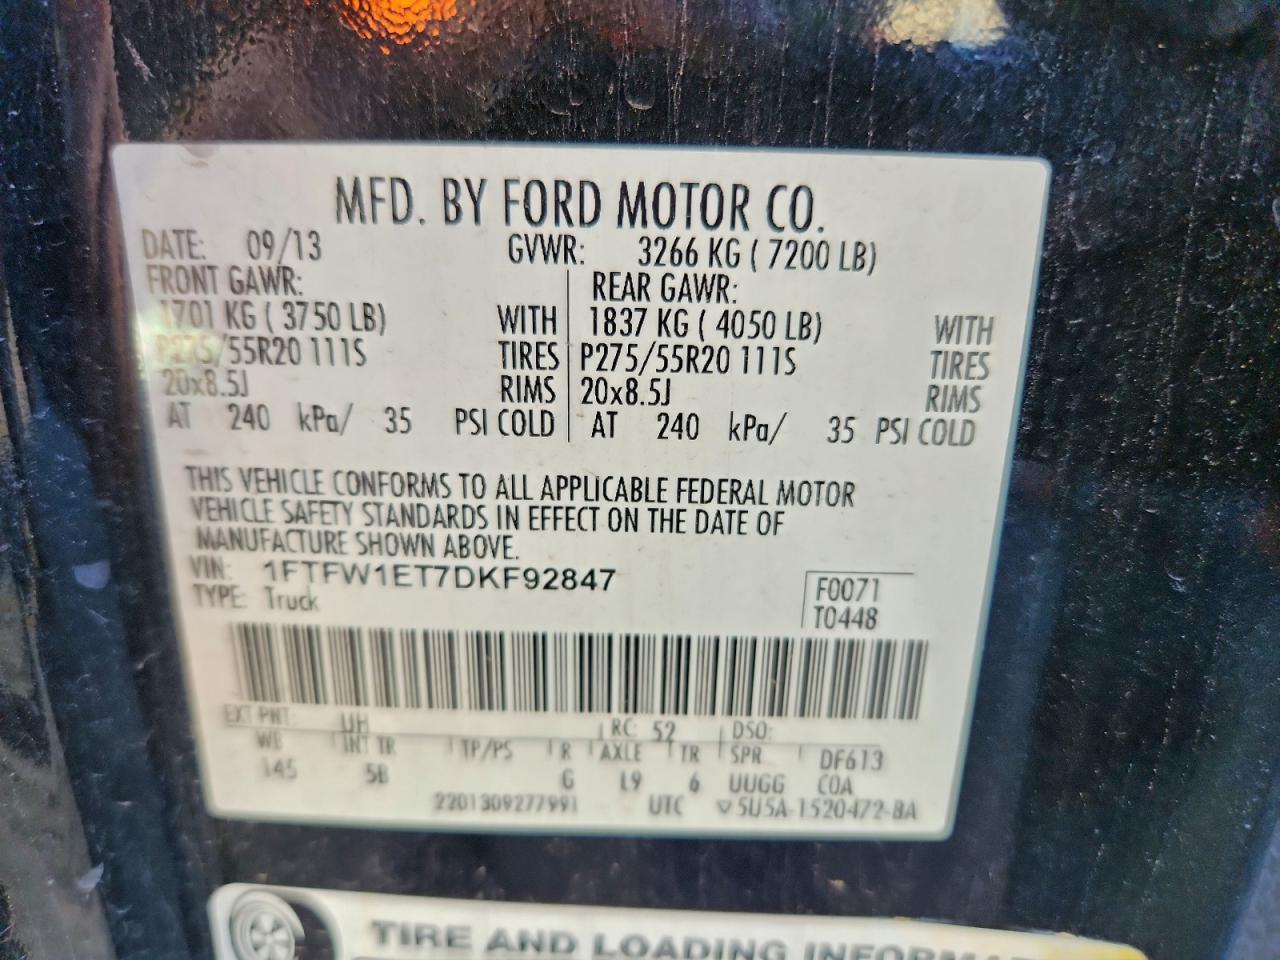 MFD. BY FORD MOTOR CO.
DATE: 09/13 GVWR: 3266 KG ( 7200 LB)
FRONT GAWR: REAR GAWR:
1701 KG ( 3750 LB) WITH 1837 KG ( 4050 LB) WITH
P275/55R20 111S TIRES P275/55R20 111S TIRES
20x8.5J RIMS 20x8.5J RIMS
AT 240 kPa/ 35 PSI COLD AT 240 kPa/ 35 PSI COLD
THIS VEHICLE CONFORMS TO ALL APPLICABLE FEDERAL MOTOR
VEHICLE SAFETY STANDARDS IN EFFECT ON THE DATE OF
MANUFACTURE SHOWN ABOVE.
VIN: 1FTFW1ET7DKF92847 F0071
TYPE: Truck T0448
EXT PNT: UH RC: 52 DSO:
WB INT TR TP/PS R AXLE TR SPR DF613
145 5B G L9 6 UUGG COA
2201309277991 UTC ▽5U5A-1520472-BA
TIRE AND LOADING INFORMA